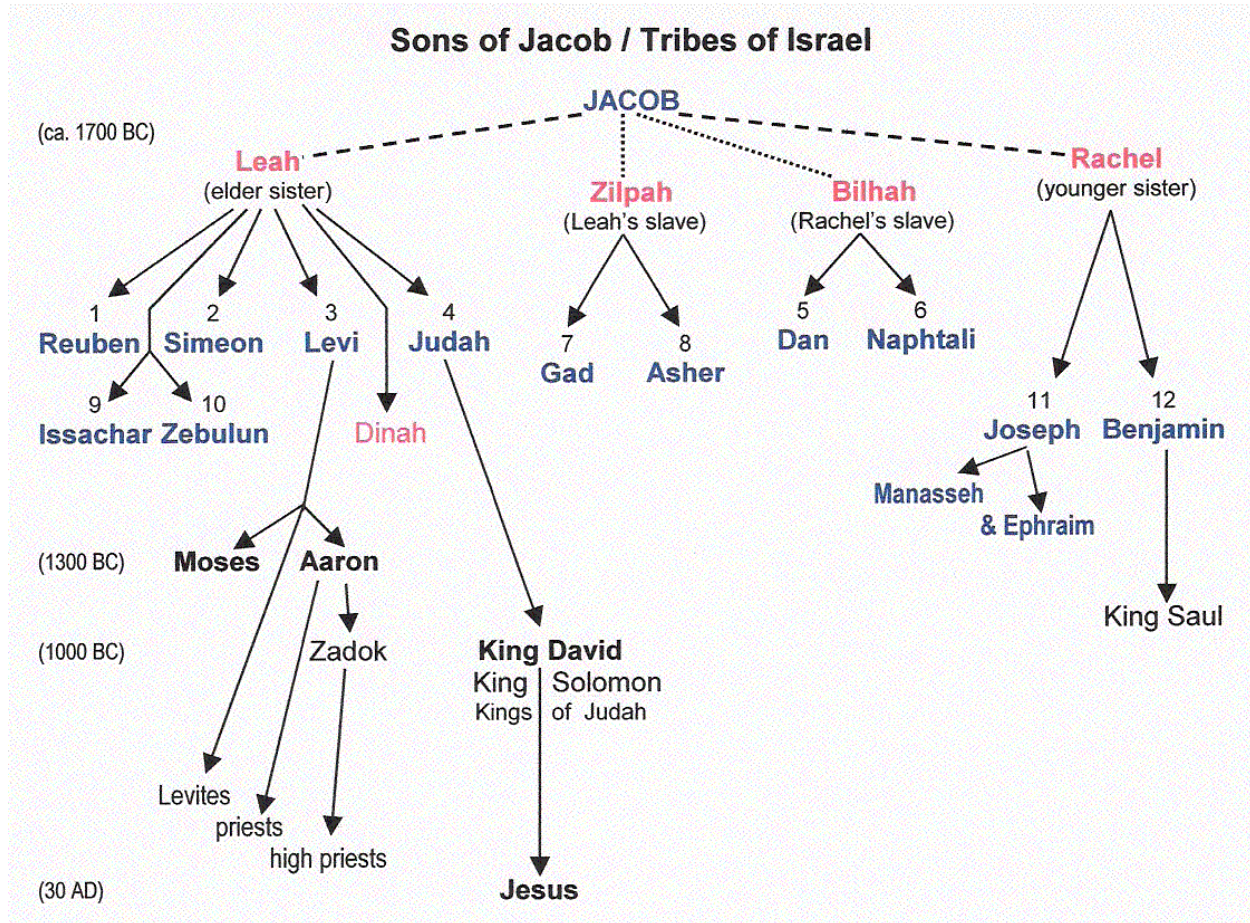 Sons of Jacob / Tribes of Israel
JACOB
(ca. 1700 BC)
Leah
(elder sister)
Zilpah
(Leah's slave)
Bilhah
(Rachel's slave)
Rachel
(younger sister)
1
Reuben
2
Simeon
3
Levi
4
Judah
7
Gad
8
Asher
5
Dan
6
Naphtali
9
Issachar
10
Zebulun
Dinah
11
Joseph
12
Benjamin
Manasseh
& Ephraim
(1300 BC)
Moses
Aaron
King Saul
(1000 BC)
Zadok
King David
King Solomon
Kings of Judah
Levites
priests
high priests
(30 AD)
Jesus